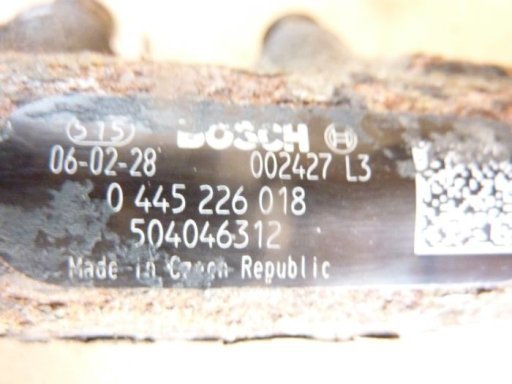 515 BOSCH
06-02-28 002427 L3
0 445 226 018
504046312
Made in Czech Republic